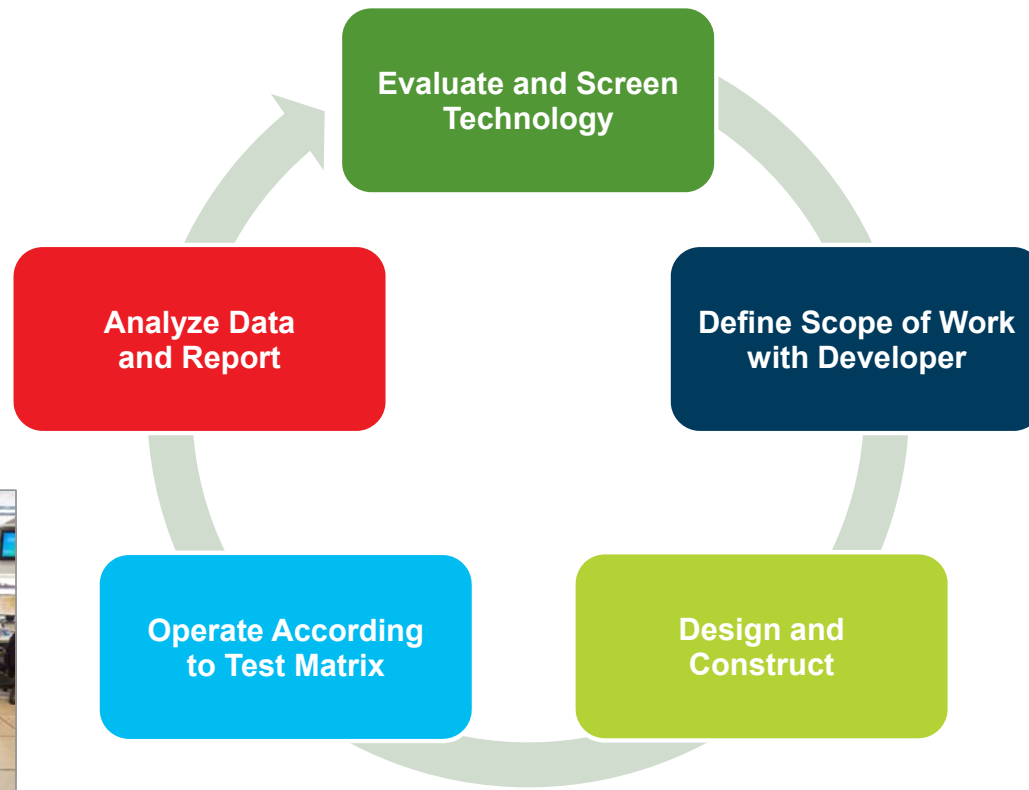 Evaluate and Screen
Technology
Define Scope of Work
with Developer
Design and
Construct
Operate According
to Test Matrix
Analyze Data
and Report